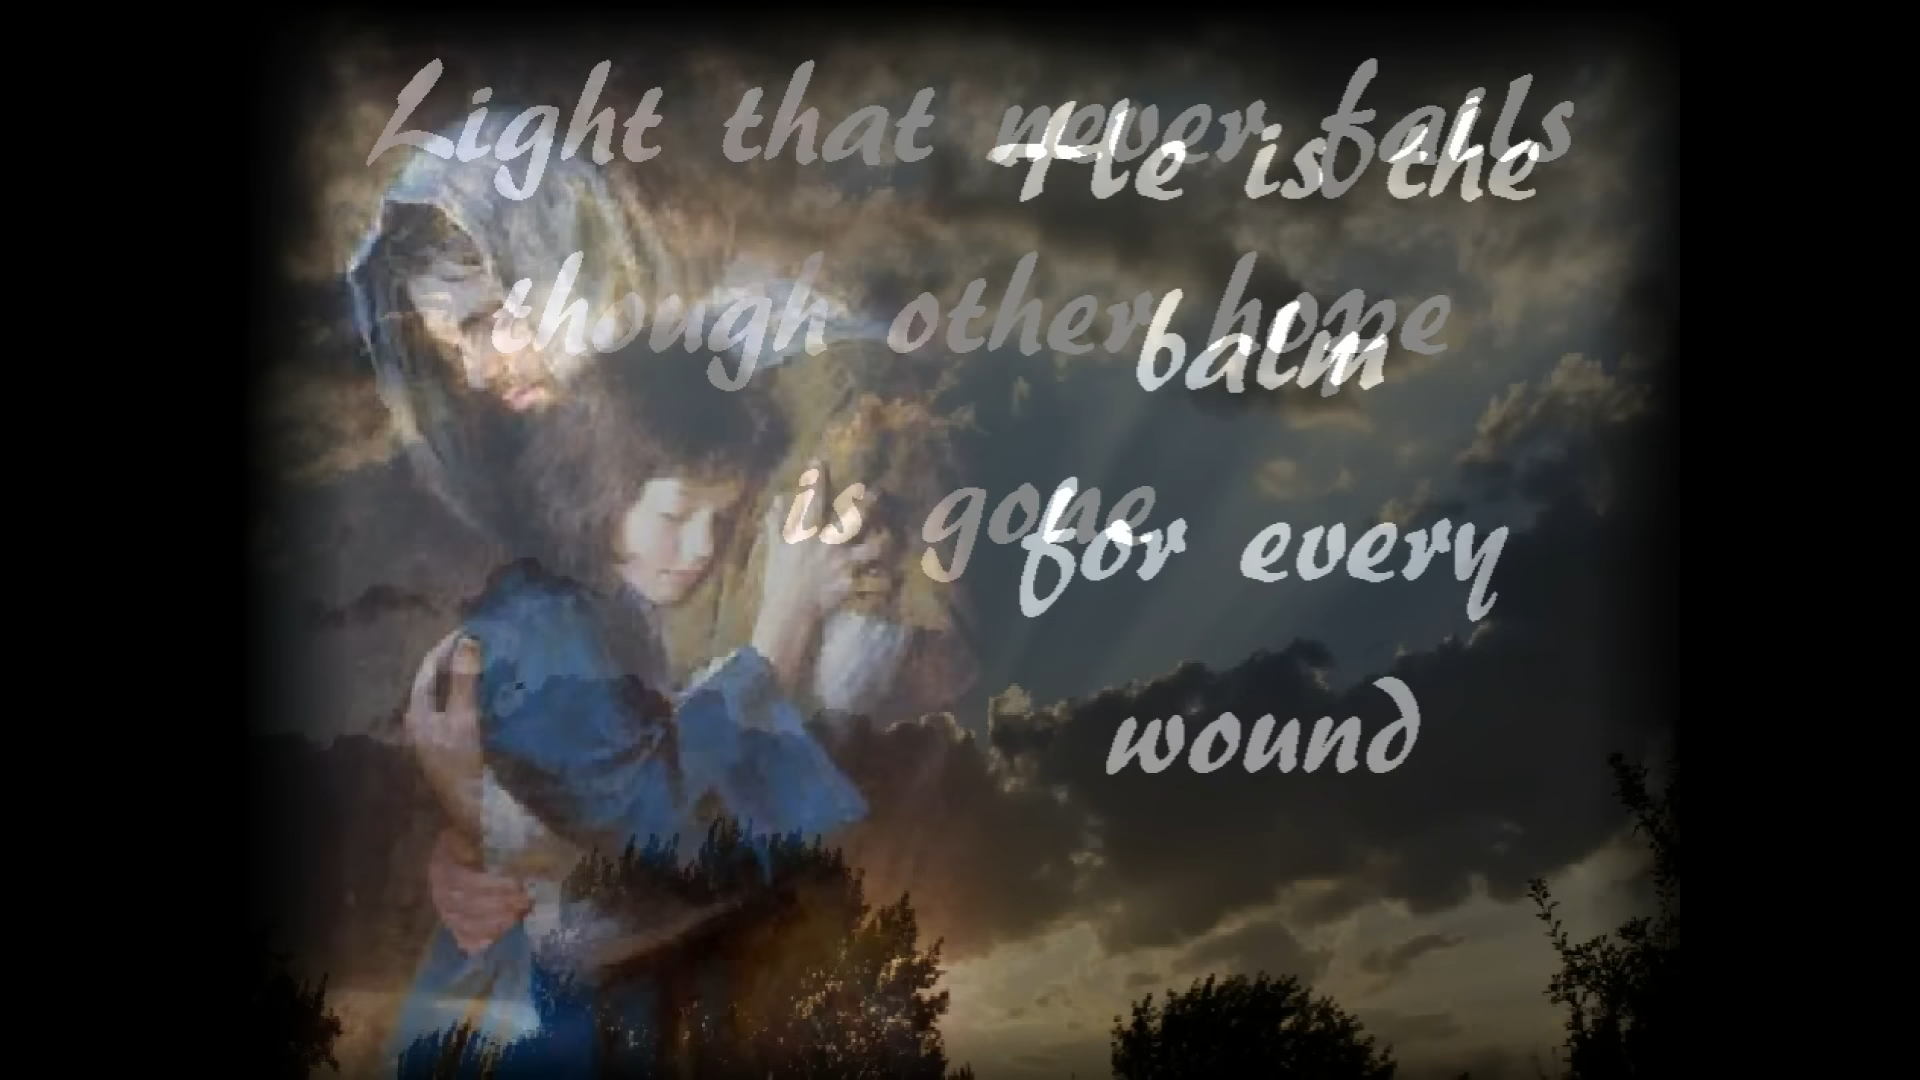 Light that never fails
though other hope
is gone
He is the
balm
for every
wound